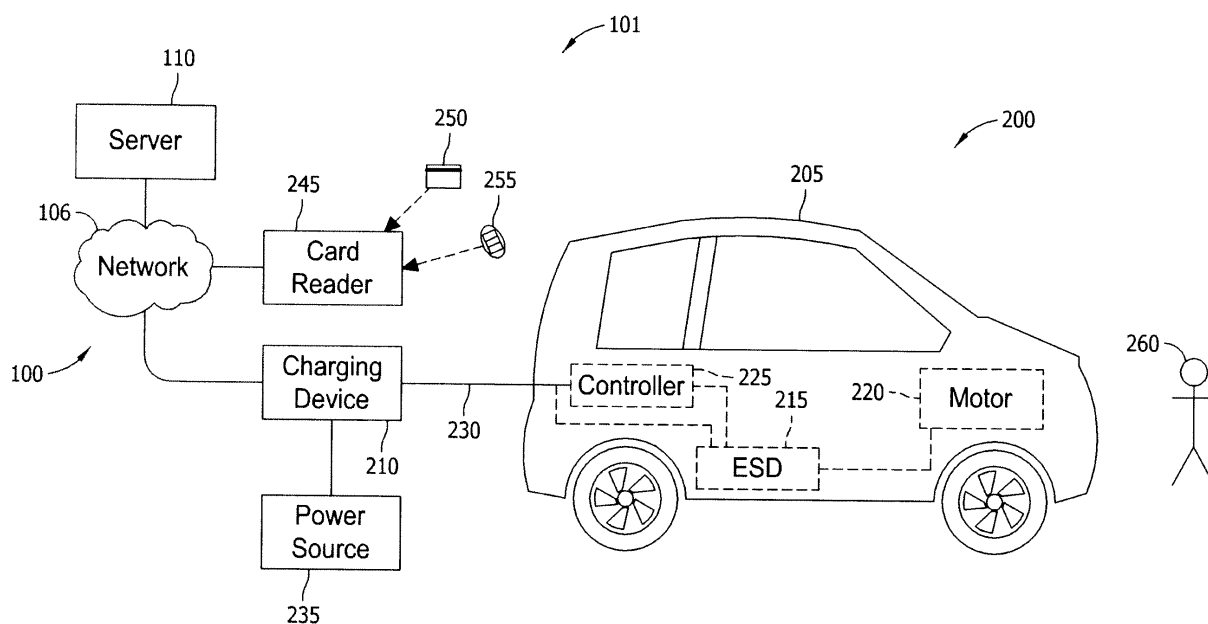 101
110
Server
250
200
245
255
205
106
Network
Card
Reader
260
100
Charging
Device
Controller
225
215
220
Motor
230
210
ESD
Power
Source
235